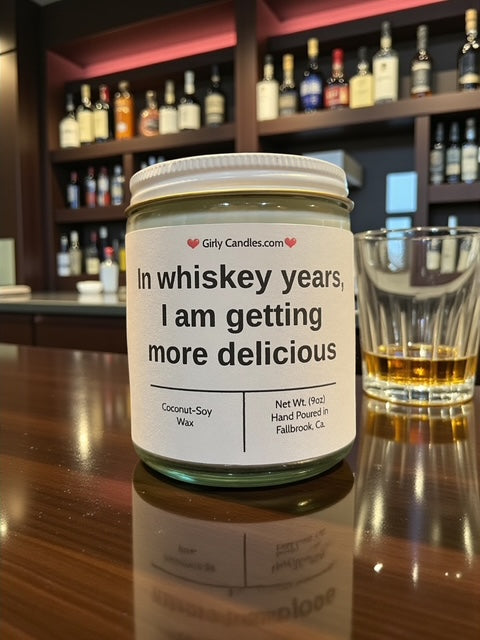 ❤ Girly Candles.com ❤
In whiskey years,
I am getting
more delicious
Coconut-Soy
Wax
Net Wt. (9oz)
Hand Poured in
Fallbrook, Ca.